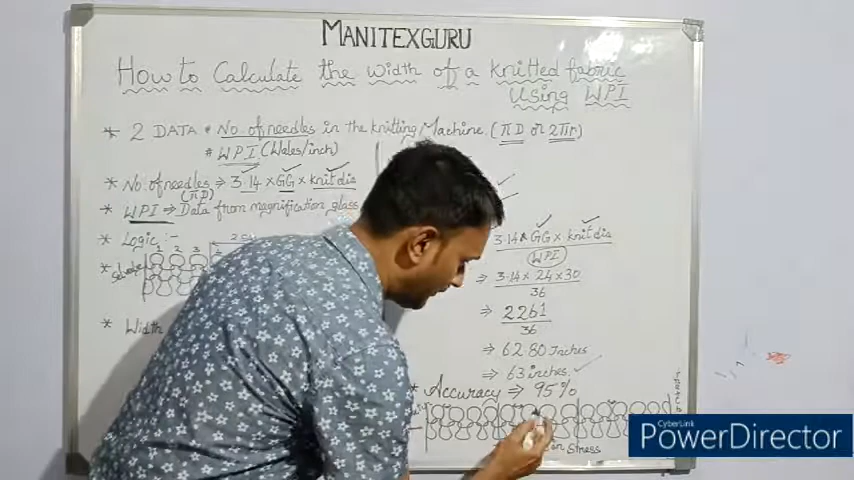 MANITEXGURU
How to Calculate the width of a knitted fabric
Using WPI
* 2 DATA * No. of needles in the knitting Machine. (πD or 2πr)
* WPI (Wales/inch)
* No. of needles ⇒ 3.14 × GG × knit dia
(πD)
* WPI ⇒ Data from magnification glass
* Logic :-
1 2 3
* Width
3.14 × GG × knit dia
WPI
⇒ 3.14 × 24 × 30
36
⇒ 2261
36
⇒ 62.80 Inches
⇒ 63 inches.
* Accuracy ⇒ 95%
Stress
CyberLink
PowerDirector